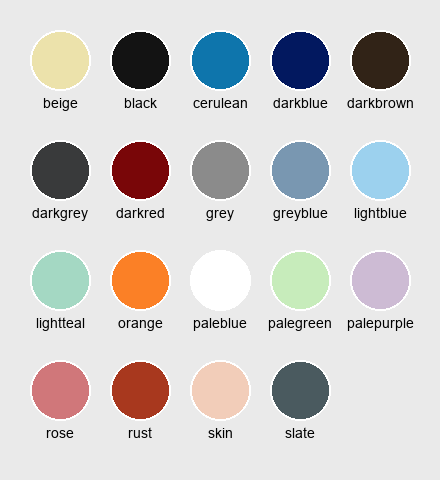 beige black cerulean darkblue darkbrown
darkgrey darkred grey greyblue lightblue
lightteal orange paleblue palegreen palepurple
rose rust skin slate